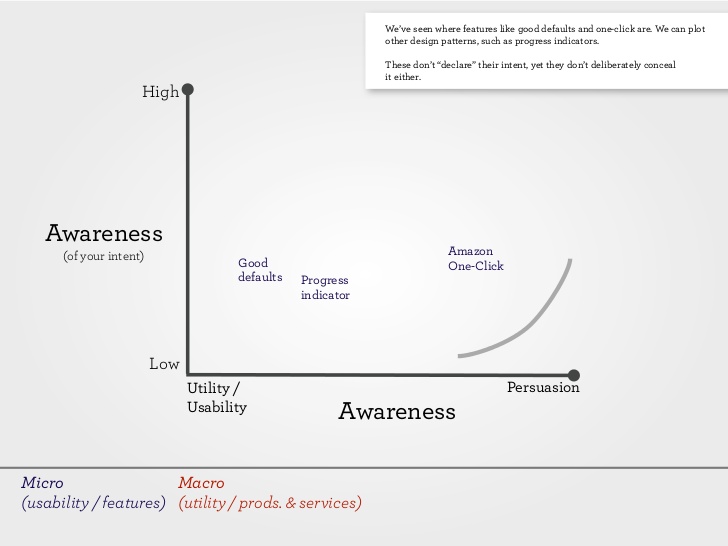 We've seen where features like good defaults and one-click are. We can plot
other design patterns, such as progress indicators.
These don't "declare" their intent, yet they don't deliberately conceal
it either.
High
Awareness
(of your intent)
Good
defaults
Progress
indicator
Amazon
One-Click
Low
Utility /
Usability
Persuasion
Awareness
Micro
(usability / features)
Macro
(utility / prods. & services)